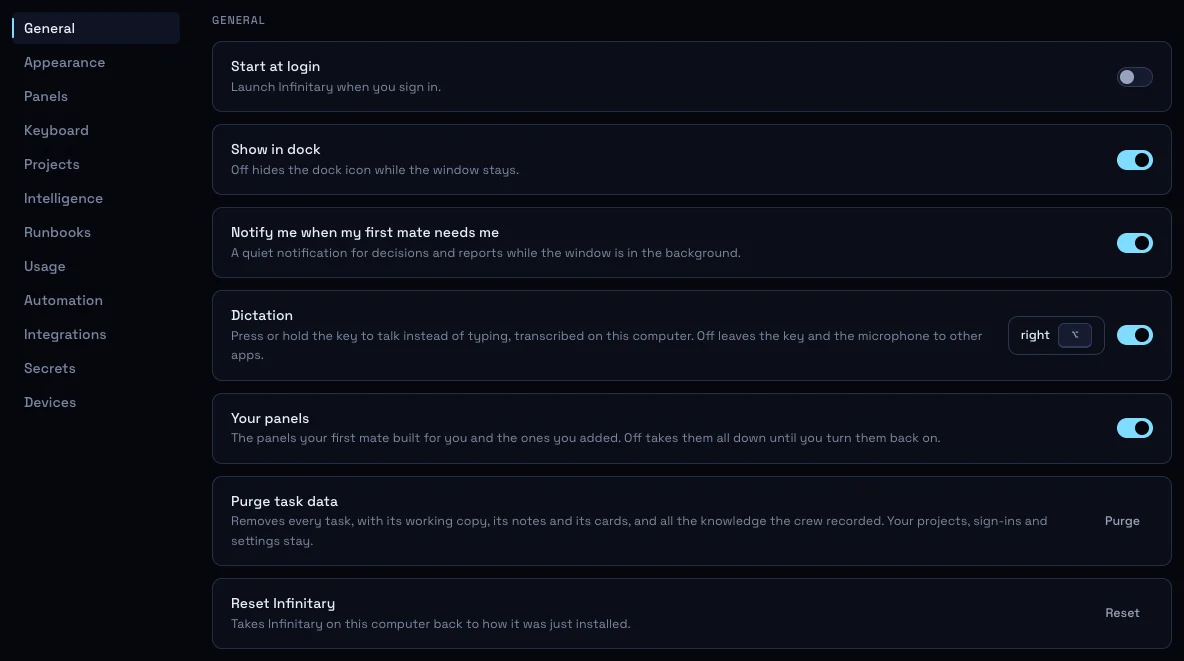 General
Appearance
Panels
Keyboard
Projects
Intelligence
Runbooks
Usage
Automation
Integrations
Secrets
Devices
GENERAL
Start at login
Launch Infinitary when you sign in.
Show in dock
Off hides the dock icon while the window stays.
Notify me when my first mate needs me
A quiet notification for decisions and reports while the window is in the background.
Dictation
Press or hold the key to talk instead of typing, transcribed on this computer. Off leaves the key and the microphone to other
apps.
right ⌥
Your panels
The panels your first mate built for you and the ones you added. Off takes them all down until you turn them back on.
Purge task data
Removes every task, with its working copy, its notes and its cards, and all the knowledge the crew recorded. Your projects, sign-ins and
settings stay.
Purge
Reset Infinitary
Takes Infinitary on this computer back to how it was just installed.
Reset